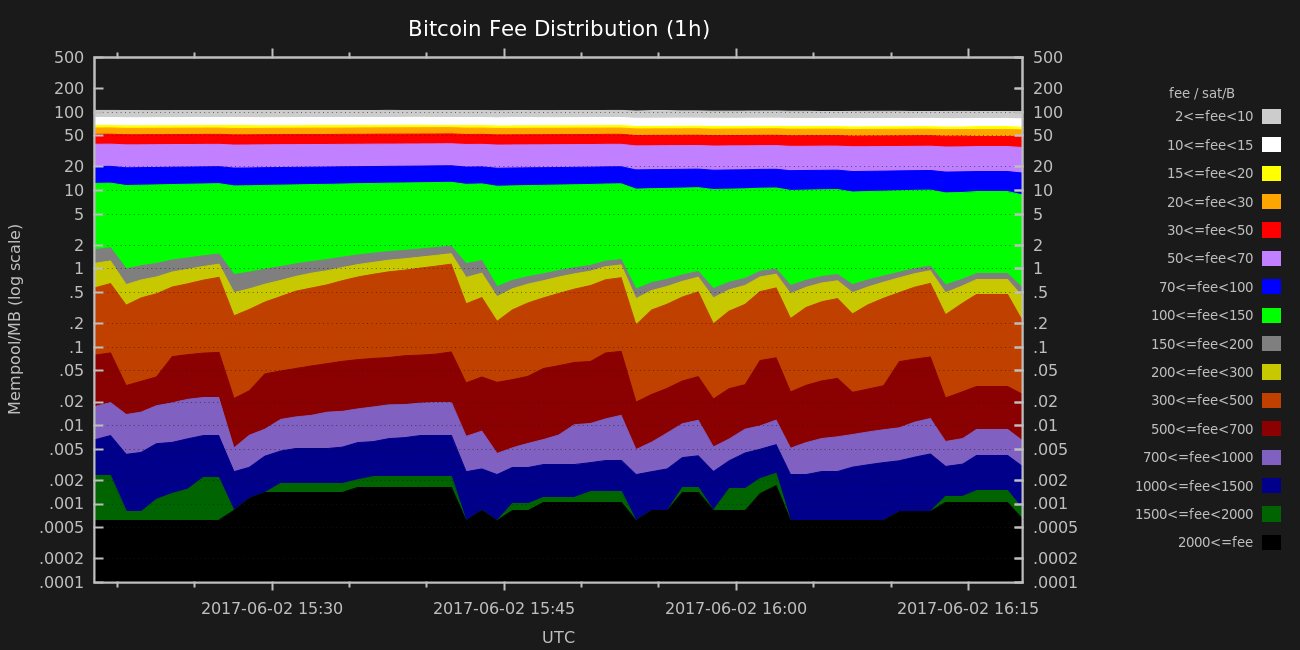 Bitcoin Fee Distribution (1h)
Mempool/MB (log scale)
500
200
100
50
20
10
5
2
1
.5
.2
.1
.05
.02
.01
.005
.002
.001
.0005
.0002
.0001
500
200
100
50
20
10
5
2
1
.5
.2
.1
.05
.02
.01
.005
.002
.001
.0005
.0002
.0001
2017-06-02 15:30
2017-06-02 15:45
2017-06-02 16:00
2017-06-02 16:15
UTC
fee / sat/B
2<=fee<10
10<=fee<15
15<=fee<20
20<=fee<30
30<=fee<50
50<=fee<70
70<=fee<100
100<=fee<150
150<=fee<200
200<=fee<300
300<=fee<500
500<=fee<700
700<=fee<1000
1000<=fee<1500
1500<=fee<2000
2000<=fee